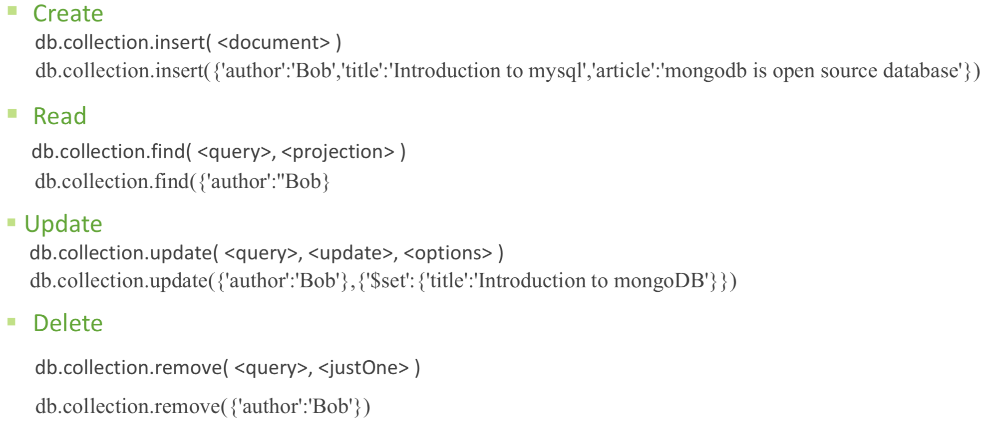 Create
db.collection.insert( <document> )
db.collection.insert({'author':'Bob','title':'Introduction to mysql','article':'mongodb is open source database'})
Read
db.collection.find( <query>, <projection> )
db.collection.find({'author':''Bob}
Update
db.collection.update( <query>, <update>, <options> )
db.collection.update({'author':'Bob'},{'$set':{'title':'Introduction to mongoDB'}})
Delete
db.collection.remove( <query>, <justOne> )
db.collection.remove({'author':'Bob'})